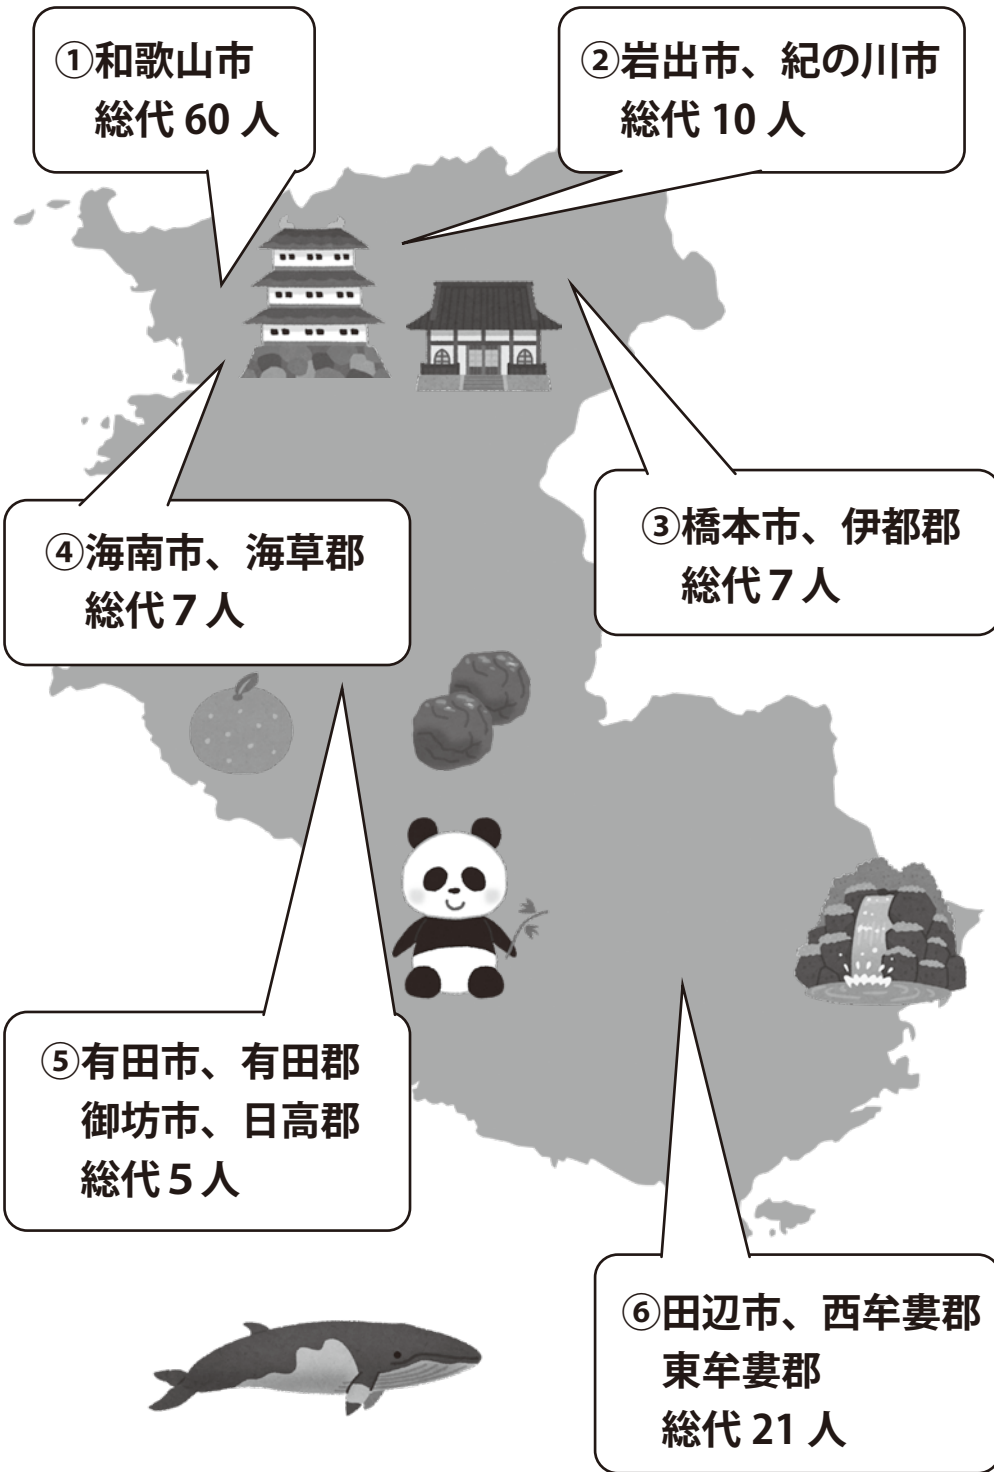 ①和歌山市
総代 60 人
②岩出市、紀の川市
総代 10 人
③橋本市、伊都郡
総代 7 人
④海南市、海草郡
総代 7 人
⑤有田市、有田郡
御坊市、日高郡
総代 5 人
⑥田辺市、西牟婁郡
東牟婁郡
総代 21 人